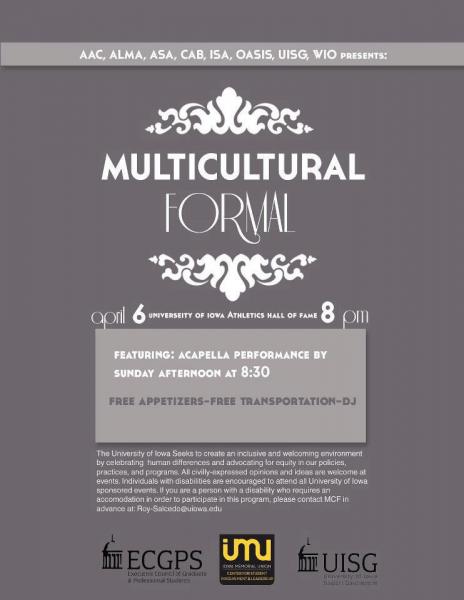 AAC, ALMA, ASA, CAB, ISA, OASIS, UISG, WIO PRESENTS:
MULTICULTURAL
FORMAL
april 6 UNIVERSEITY OF IOWA ATHLETICS HALL OF FAME 8 pm
FEATURING: ACAPELLA PERFORMANCE BY
SUNDAY AFTERNOON AT 8:30
FREE APPETIZERS-FREE TRANSPORTATION-DJ
The University of Iowa Seeks to create an inclusive and welcoming environment
by celebrating human differences and advocating for equity in our policies,
practices, and programs. All civilly-expressed opinions and ideas are welcome at
events. Individuals with disabilities are encouraged to attend all University of Iowa
sponsored events. If you are a person with a disability who requires an
accomodation in order to participate in this program, please contact MCF in
advance at: Roy-Salcedo@uiowa.edu
ECGPS
Executive Council of Graduate
& Professional Students
imu
IOWA MEMORIAL UNION
CENTER FOR STUDENT
INVOLVEMENT & LEADERSHIP
UISG
University of Iowa
Student Government